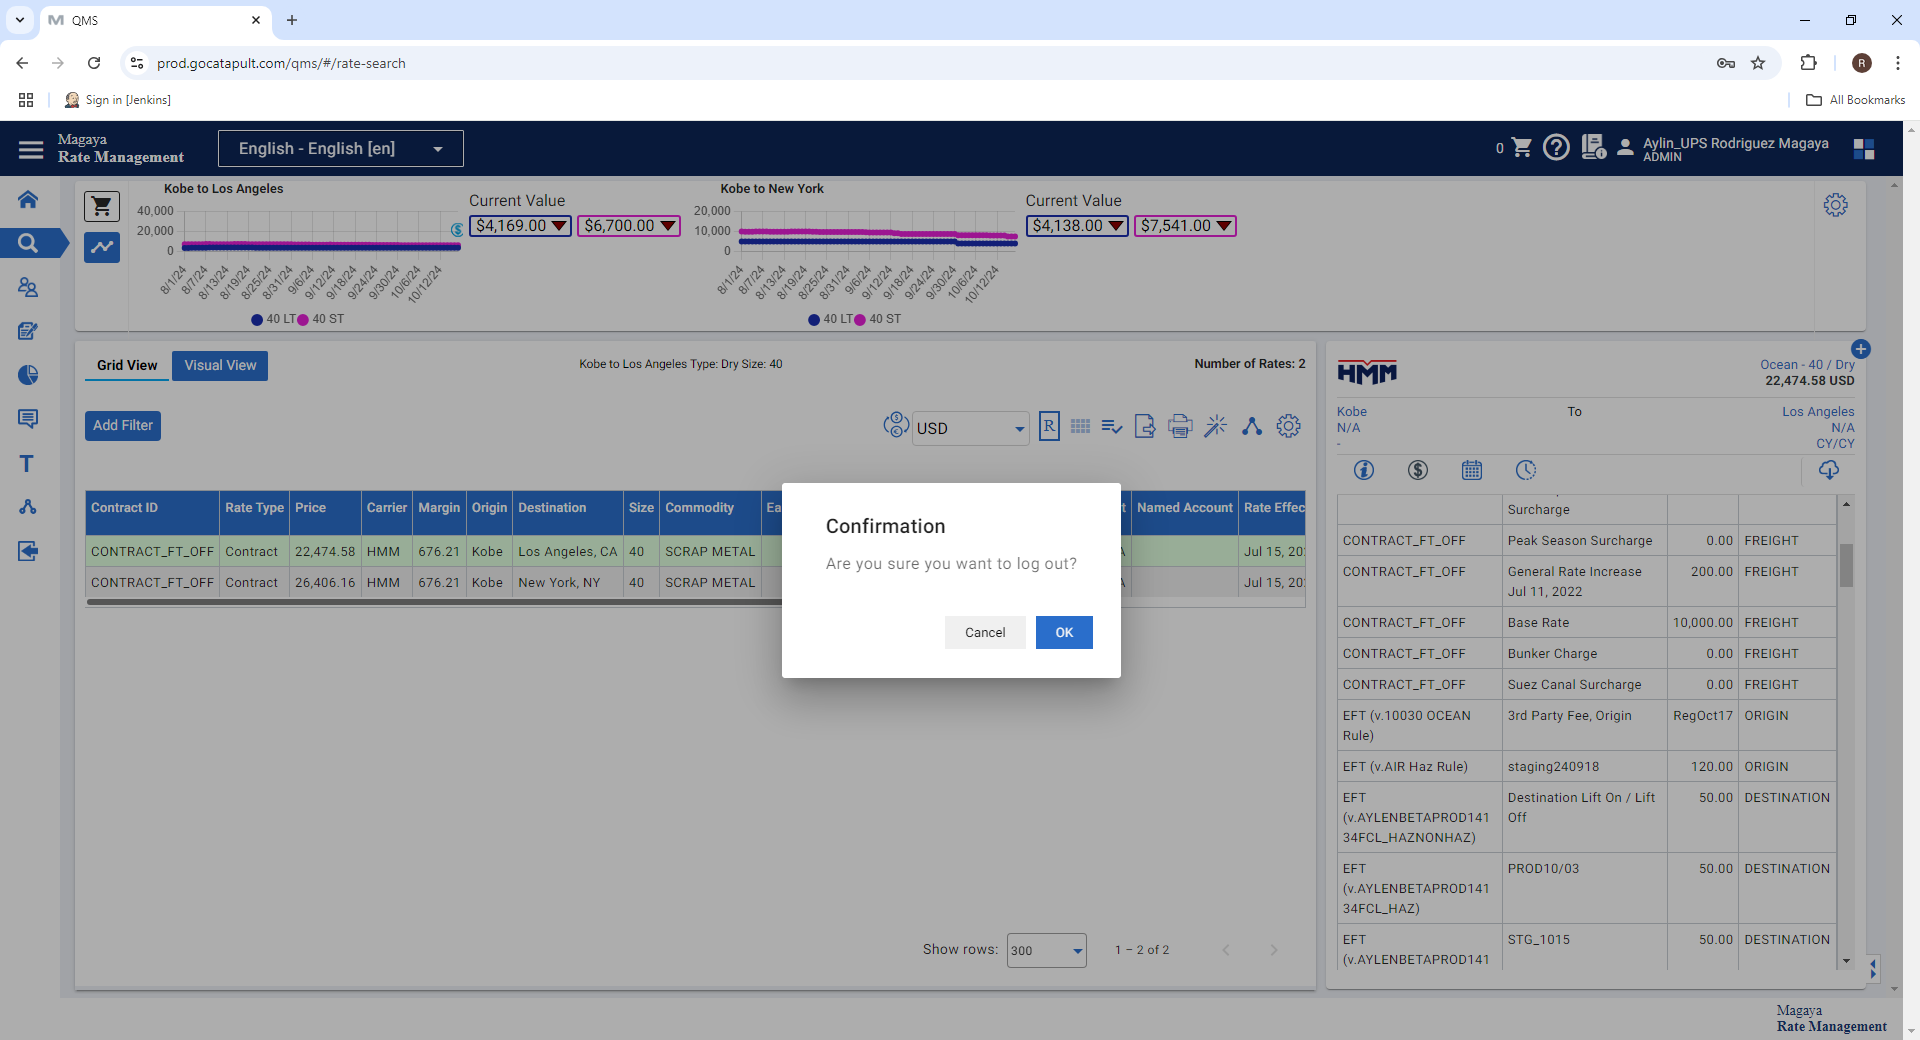 QMS
prod.gocatapult.com/qms/#/rate-search
R
Sign in [Jenkins]
All Bookmarks
Magaya
Rate Management
English - English [en]
0
Aylin_UPS Rodriguez Magaya
ADMIN
Kobe to Los Angeles
40,000
20,000
0
8/1/24
8/7/24
8/13/24
8/19/24
8/25/24
8/31/24
9/6/24
9/12/24
9/18/24
9/24/24
9/30/24
10/6/24
10/12/24
40 LT
40 ST
Current Value
$4,169.00
$6,700.00
Kobe to New York
20,000
10,000
0
8/1/24
8/7/24
8/13/24
8/19/24
8/25/24
8/31/24
9/6/24
9/12/24
9/18/24
9/24/24
9/30/24
10/6/24
10/12/24
40 LT
40 ST
Current Value
$4,138.00
$7,541.00
Grid View
Visual View
Kobe to Los Angeles Type: Dry Size: 40
Number of Rates: 2
Add Filter
USD
R
Contract ID Rate Type Price Carrier Margin Origin Destination Size Commodity Ea t Named Account Rate Effec
CONTRACT_FT_OFF Contract 22,474.58 HMM 676.21 Kobe Los Angeles, CA 40 SCRAP METAL A Jul 15, 20
CONTRACT_FT_OFF Contract 26,406.16 HMM 676.21 Kobe New York, NY 40 SCRAP METAL A Jul 15, 20
Confirmation
Are you sure you want to log out?
Cancel
OK
Show rows:
300
1 – 2 of 2
HMM
Ocean - 40 / Dry
22,474.58 USD
Kobe To Los Angeles
N/A N/A
- CY/CY
Surcharge
CONTRACT_FT_OFF Peak Season Surcharge 0.00 FREIGHT
CONTRACT_FT_OFF General Rate Increase 200.00 FREIGHT
Jul 11, 2022
CONTRACT_FT_OFF Base Rate 10,000.00 FREIGHT
CONTRACT_FT_OFF Bunker Charge 0.00 FREIGHT
CONTRACT_FT_OFF Suez Canal Surcharge 0.00 FREIGHT
EFT (v.10030 OCEAN 3rd Party Fee, Origin RegOct17 ORIGIN
Rule)
EFT (v.AIR Haz Rule) staging240918 120.00 ORIGIN
EFT Destination Lift On / Lift 50.00 DESTINATION
(v.AYLENBETAPROD141 Off
34FCL_HAZNONHAZ)
EFT PROD10/03 50.00 DESTINATION
(v.AYLENBETAPROD141
34FCL_HAZ)
EFT STG_1015 50.00 DESTINATION
(v.AYLENBETAPROD141
Magaya
Rate Management